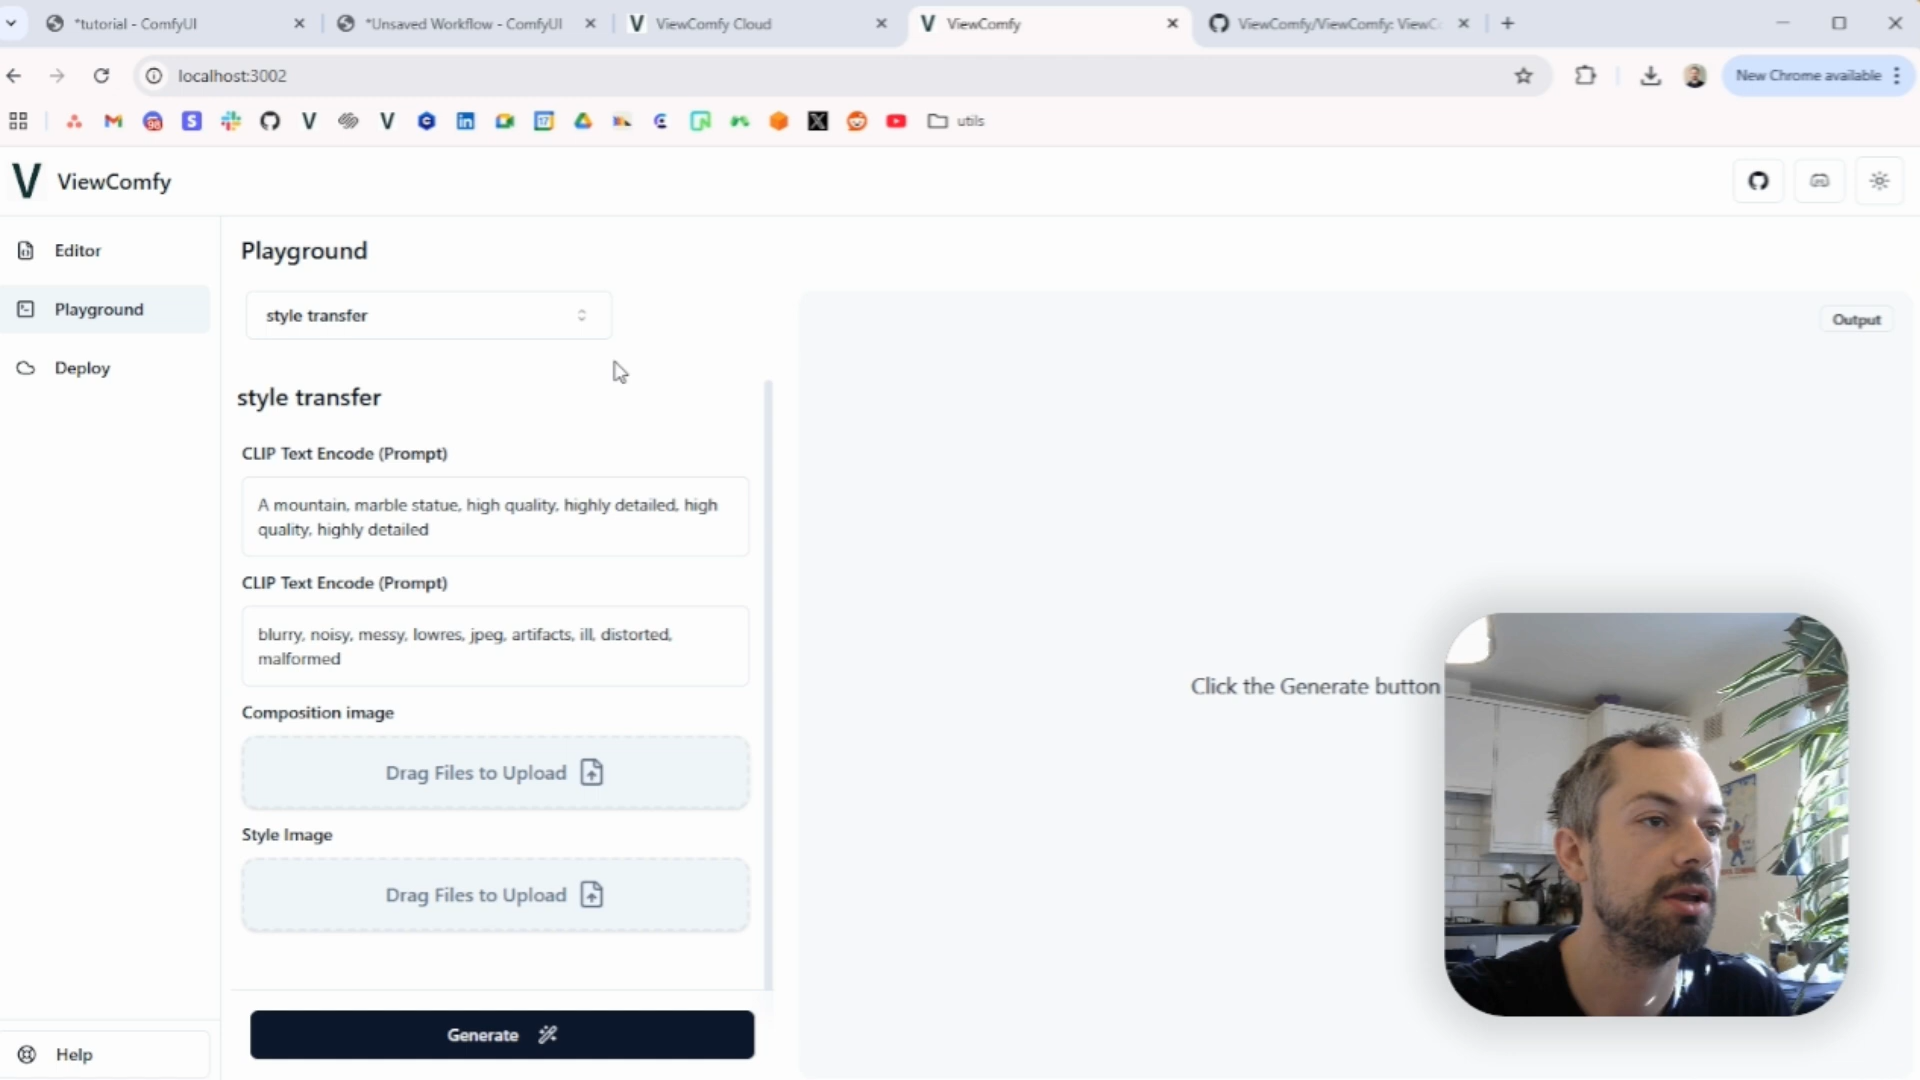 *tutorial - ComfyUI
*Unsaved Workflow - ComfyUI
ViewComfy Cloud
ViewComfy
ViewComfy/ViewComfy: ViewC
localhost:3002
New Chrome available
utils
ViewComfy
Editor
Playground
Deploy
Help
Playground
style transfer
style transfer
CLIP Text Encode (Prompt)
A mountain, marble statue, high quality, highly detailed, high
quality, highly detailed
CLIP Text Encode (Prompt)
blurry, noisy, messy, lowres, jpeg, artifacts, ill, distorted,
malformed
Composition image
Drag Files to Upload
Style Image
Drag Files to Upload
Generate
Output
Click the Generate button